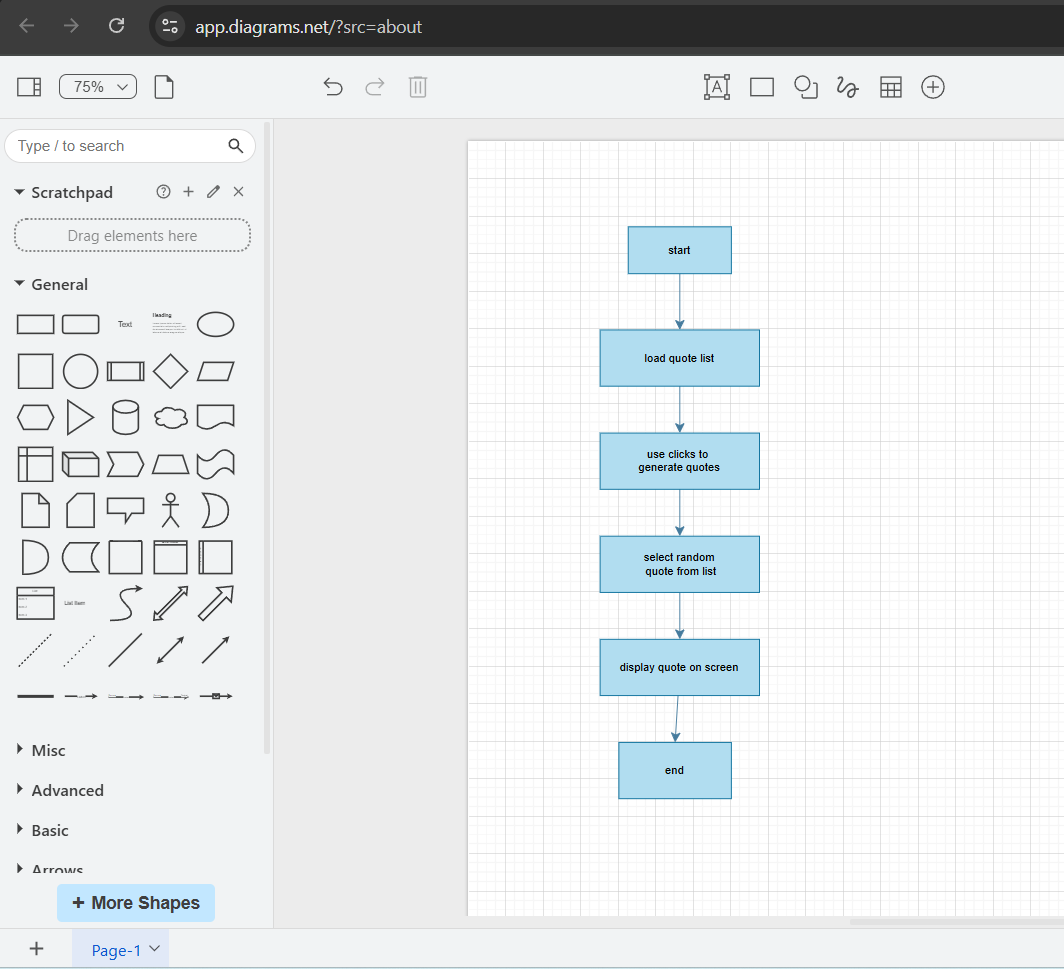 app.diagrams.net/?src=about
75%
A
Type / to search
Scratchpad
Drag elements here
General
Text
Heading
List Item
Misc
Advanced
Basic
Arrows
+ More Shapes
Page-1
start
load quote list
use clicks to
generate quotes
select random
quote from list
display quote on screen
end